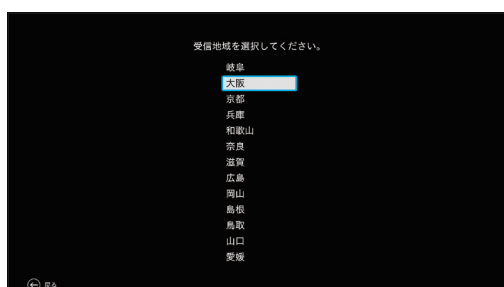 受信地域を選択してください。
岐阜
大阪
京都
兵庫
和歌山
奈良
滋賀
広島
岡山
島根
鳥取
山口
愛媛
戻る